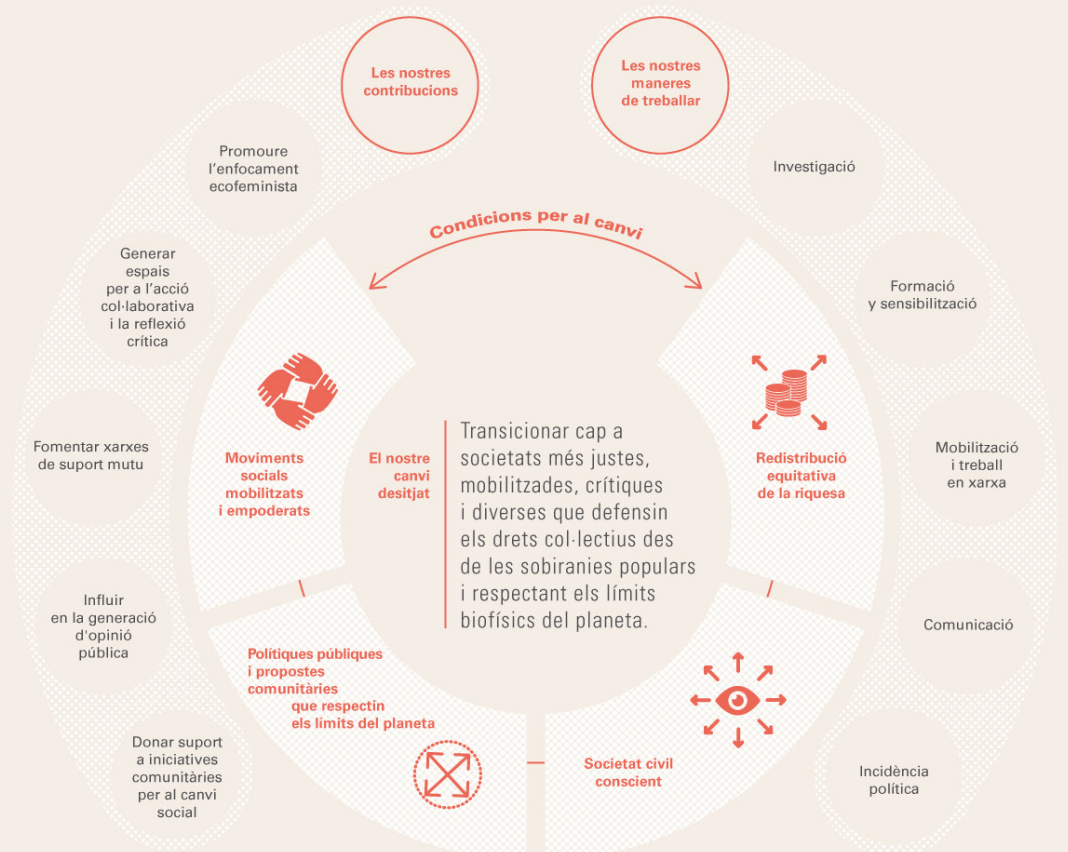 Les nostres
contribucions
Promoure
l'enfocament
ecofeminista
Generar
espais
per a l'acció
col·laborativa
i la reflexió
crítica
Fomentar xarxes
de suport mutu
Influir
en la generació
d'opinió
pública
Donar suport
a iniciatives
comunitàries
per al canvi
social
Les nostres
maneres
de treballar
Investigació
Formació
y sensibilització
Mobilització
i treball
en xarxa
Comunicació
Incidència
política
Condicions per al canvi
Moviments
socials
mobilitzats
i empoderats
Polítiques públiques
i propostes
comunitàries
que respectin
els límits del planeta
Societat civil
conscient
Redistribució
equitativa
de la riquesa
El nostre
canvi
desitjat
Transicionar cap a
societats més justes,
mobilitzades, crítiques
i diverses que defensin
els drets col·lectius des
de les sobiranies populars
i respectant els límits
biofísics del planeta.